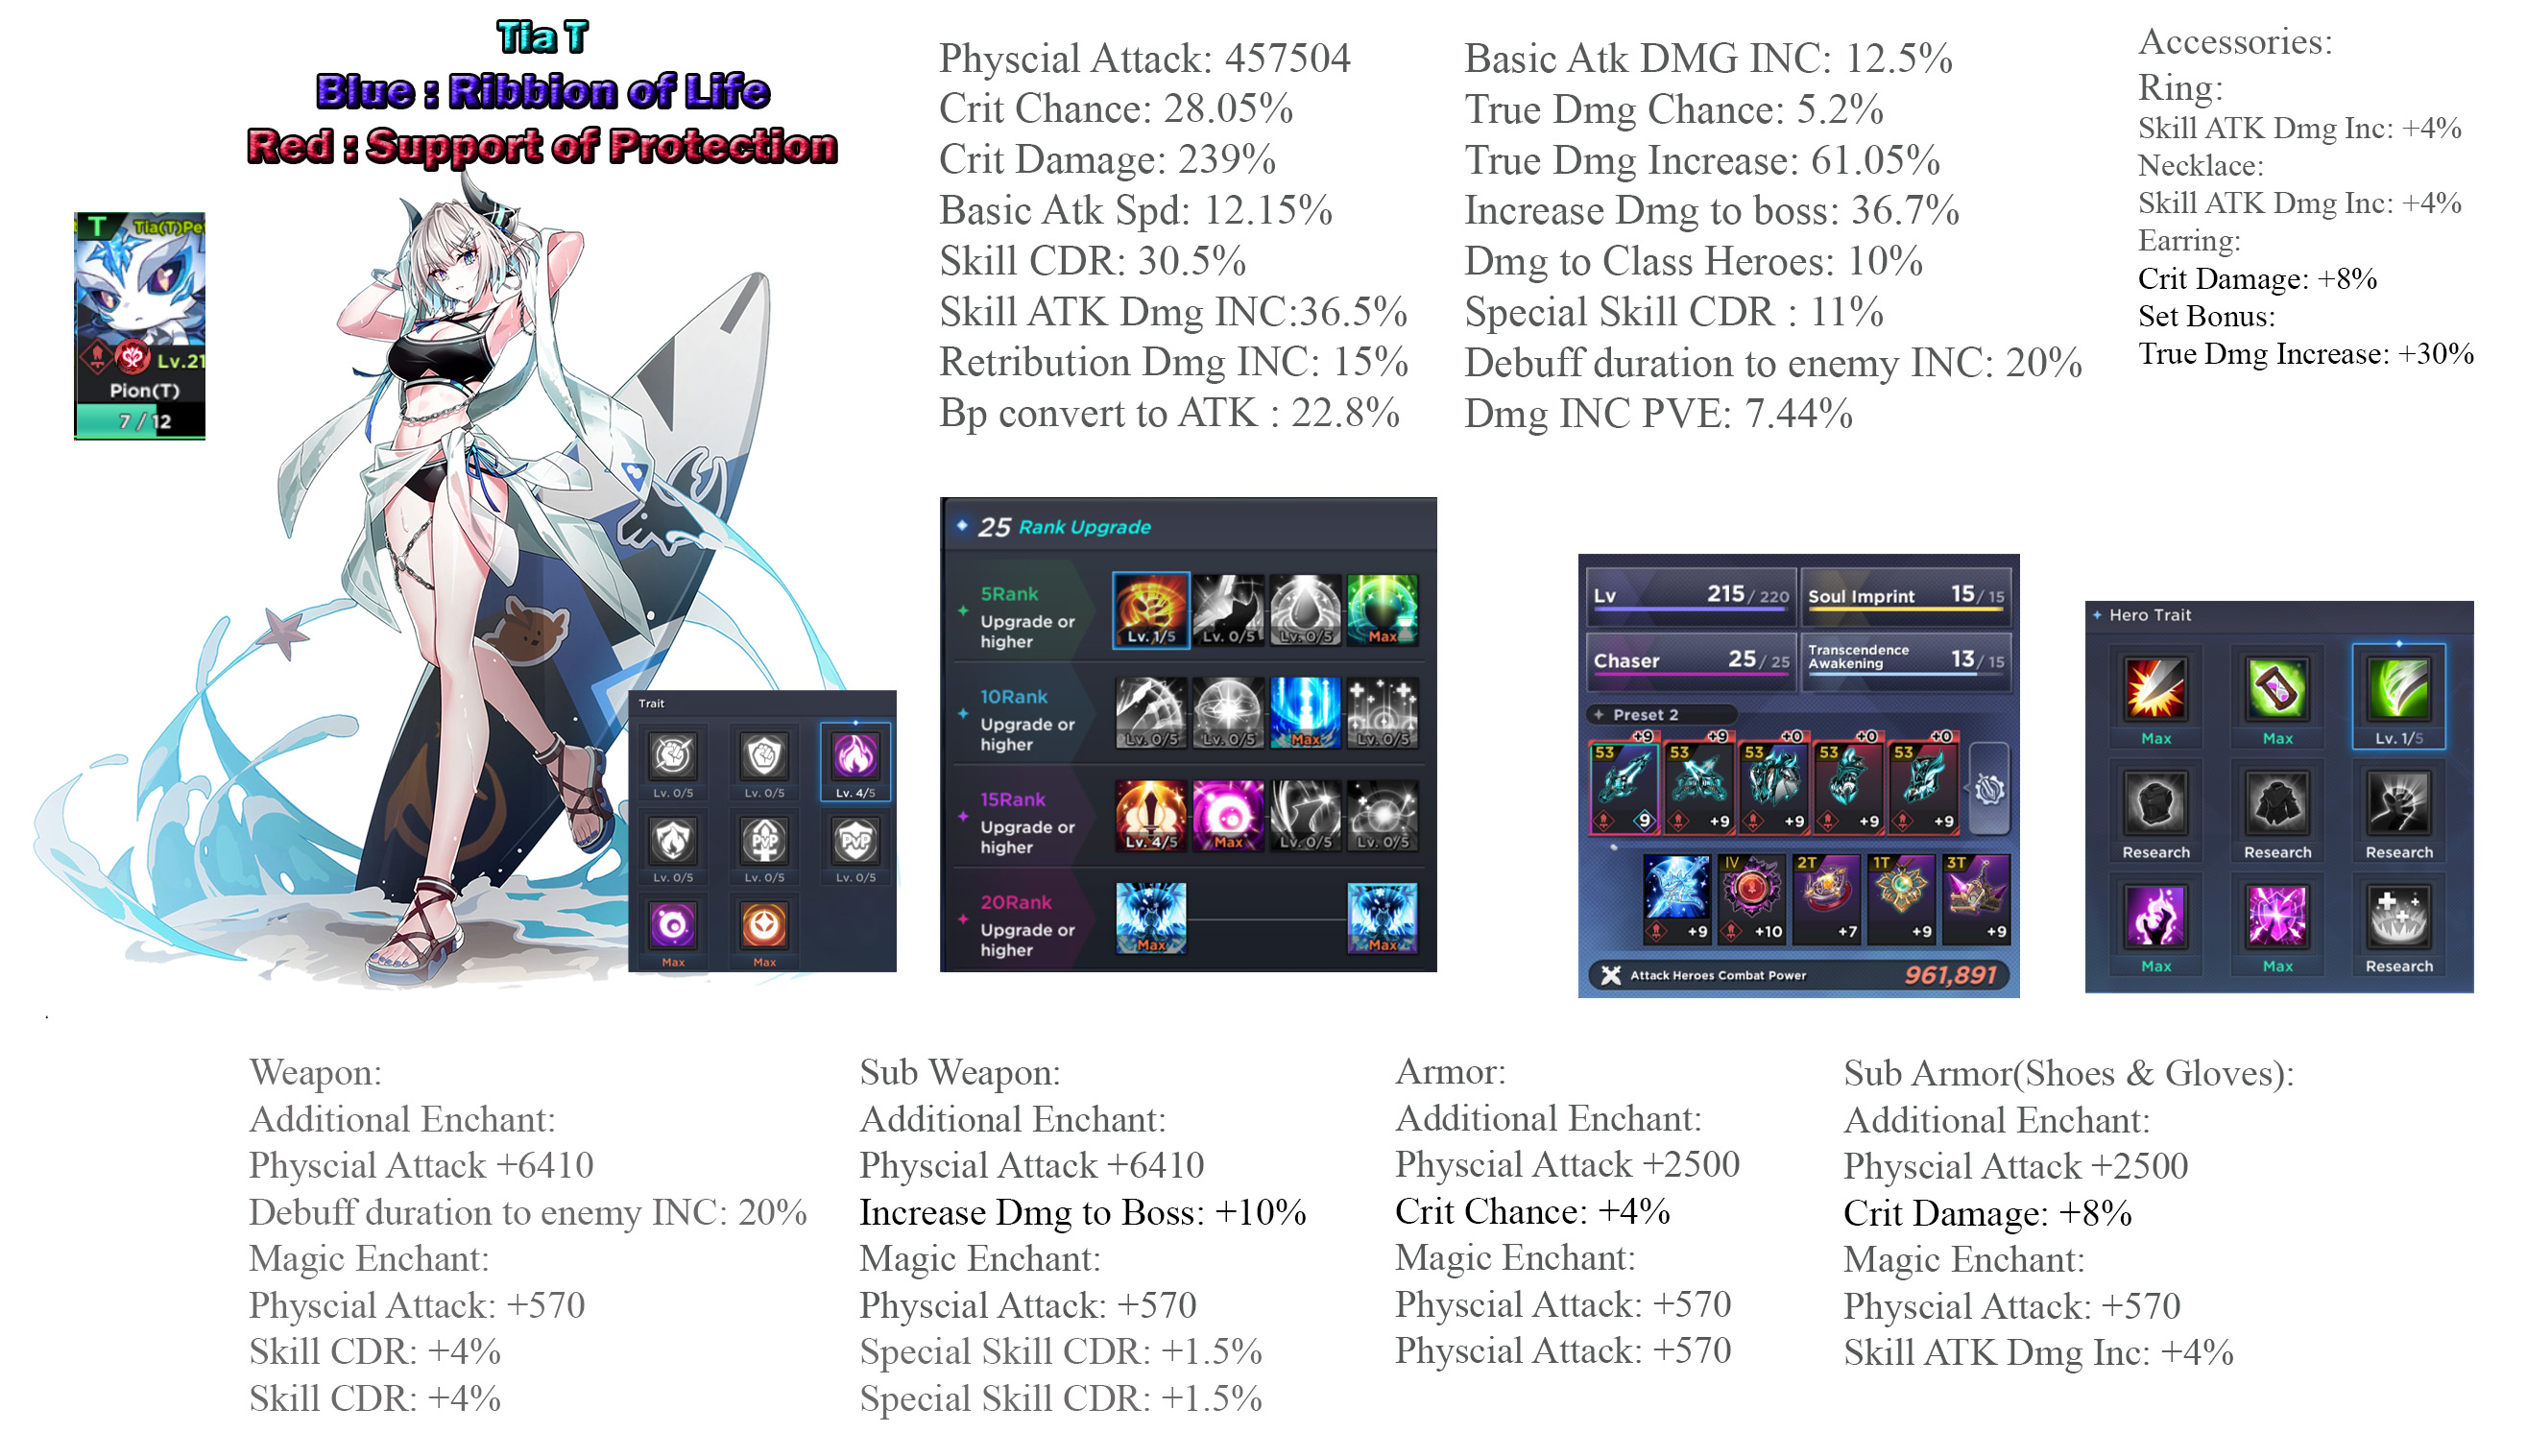 Tia T
Blue : Ribbion of Life
Red : Support of Protection
T
Tia(T)Pe
Lv.21
Pion(T)
7 / 12
Physcial Attack: 457504
Crit Chance: 28.05%
Crit Damage: 239%
Basic Atk Spd: 12.15%
Skill CDR: 30.5%
Skill ATK Dmg INC:36.5%
Retribution Dmg INC: 15%
Bp convert to ATK : 22.8%
Basic Atk DMG INC: 12.5%
True Dmg Chance: 5.2%
True Dmg Increase: 61.05%
Increase Dmg to boss: 36.7%
Dmg to Class Heroes: 10%
Special Skill CDR : 11%
Debuff duration to enemy INC: 20%
Dmg INC PVE: 7.44%
Accessories:
Ring:
Skill ATK Dmg Inc: +4%
Necklace:
Skill ATK Dmg Inc: +4%
Earring:
Crit Damage: +8%
Set Bonus:
True Dmg Increase: +30%
Trait
Lv. 0/5 Lv. 0/5 Lv. 4/5
PVP PVP
Lv. 0/5 Lv. 0/5 Lv. 0/5
Max Max
25 Rank Upgrade
5Rank
Upgrade or
higher
Lv. 1/5 Lv. 0/5 Lv. 0/5 Max
10Rank
Upgrade or
higher
Lv. 0/5 Lv. 0/5 Max Lv. 0/5
15Rank
Upgrade or
higher
Lv. 4/5 Max Lv. 0/5 Lv. 0/5
20Rank
Upgrade or
higher
Max Max
Lv 215/ 220
Soul Imprint 15/ 15
Chaser 25/ 25
Transcendence
Awakening 13/ 15
Preset 2
+9 +9 +0 +0 +0
53 53 53 53 53
9 +9 +9 +9 +9
IV 2T 1T 3T
+9 +10 +7 +9 +9
Attack Heroes Combat Power 961,891
Hero Trait
Max Max Lv. 1/5
Research Research Research
Max Max Research
Weapon:
Additional Enchant:
Physcial Attack +6410
Debuff duration to enemy INC: 20%
Magic Enchant:
Physcial Attack: +570
Skill CDR: +4%
Skill CDR: +4%
Sub Weapon:
Additional Enchant:
Physcial Attack +6410
Increase Dmg to Boss: +10%
Magic Enchant:
Physcial Attack: +570
Special Skill CDR: +1.5%
Special Skill CDR: +1.5%
Armor:
Additional Enchant:
Physcial Attack +2500
Crit Chance: +4%
Magic Enchant:
Physcial Attack: +570
Physcial Attack: +570
Sub Armor(Shoes & Gloves):
Additional Enchant:
Physcial Attack +2500
Crit Damage: +8%
Magic Enchant:
Physcial Attack: +570
Skill ATK Dmg Inc: +4%